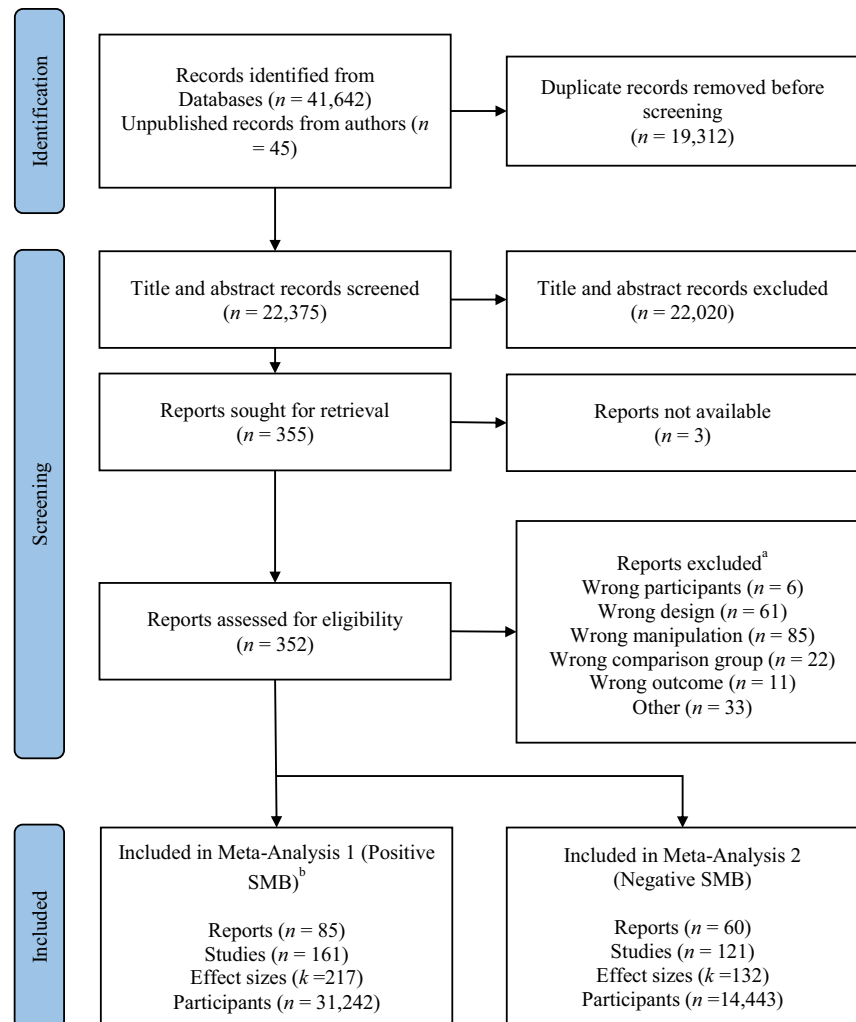 Identification
Records identified from
Databases (n = 41,642)
Unpublished records from authors (n
= 45)
Duplicate records removed before
screening
(n = 19,312)
Screening
Title and abstract records screened
(n = 22,375)
Title and abstract records excluded
(n = 22,020)
Reports sought for retrieval
(n = 355)
Reports not available
(n = 3)
Reports assessed for eligibility
(n = 352)
Reports excludedᵃ
Wrong participants (n = 6)
Wrong design (n = 61)
Wrong manipulation (n = 85)
Wrong comparison group (n = 22)
Wrong outcome (n = 11)
Other (n = 33)
Included
Included in Meta-Analysis 1 (Positive
SMB)ᵇ
Reports (n = 85)
Studies (n = 161)
Effect sizes (k =217)
Participants (n = 31,242)
Included in Meta-Analysis 2
(Negative SMB)
Reports (n = 60)
Studies (n = 121)
Effect sizes (k =132)
Participants (n =14,443)